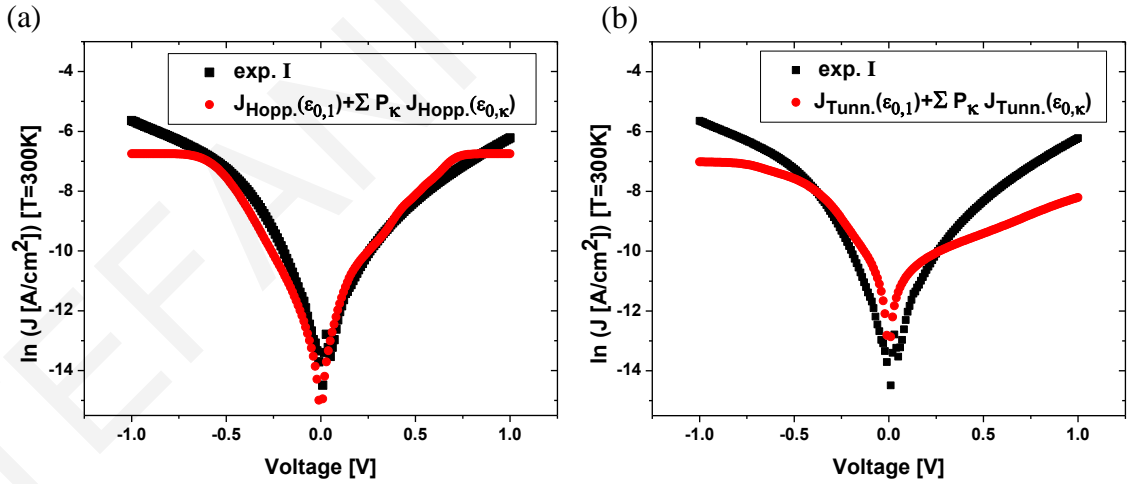 (a)
(b)
ln (J [A/cm²]) [T=300K]
-4
-6
-8
-10
-12
-14
■ exp. I
● J_Hopp.(ε_0,1)+Σ P_κ J_Hopp.(ε_0,κ)
-1.0 -0.5 0.0 0.5 1.0
Voltage [V]
ln (J [A/cm²]) [T=300K]
-4
-6
-8
-10
-12
-14
■ exp. I
● J_Tunn.(ε_0,1)+Σ P_κ J_Tunn.(ε_0,κ)
-1.0 -0.5 0.0 0.5 1.0
Voltage [V]
EFANI